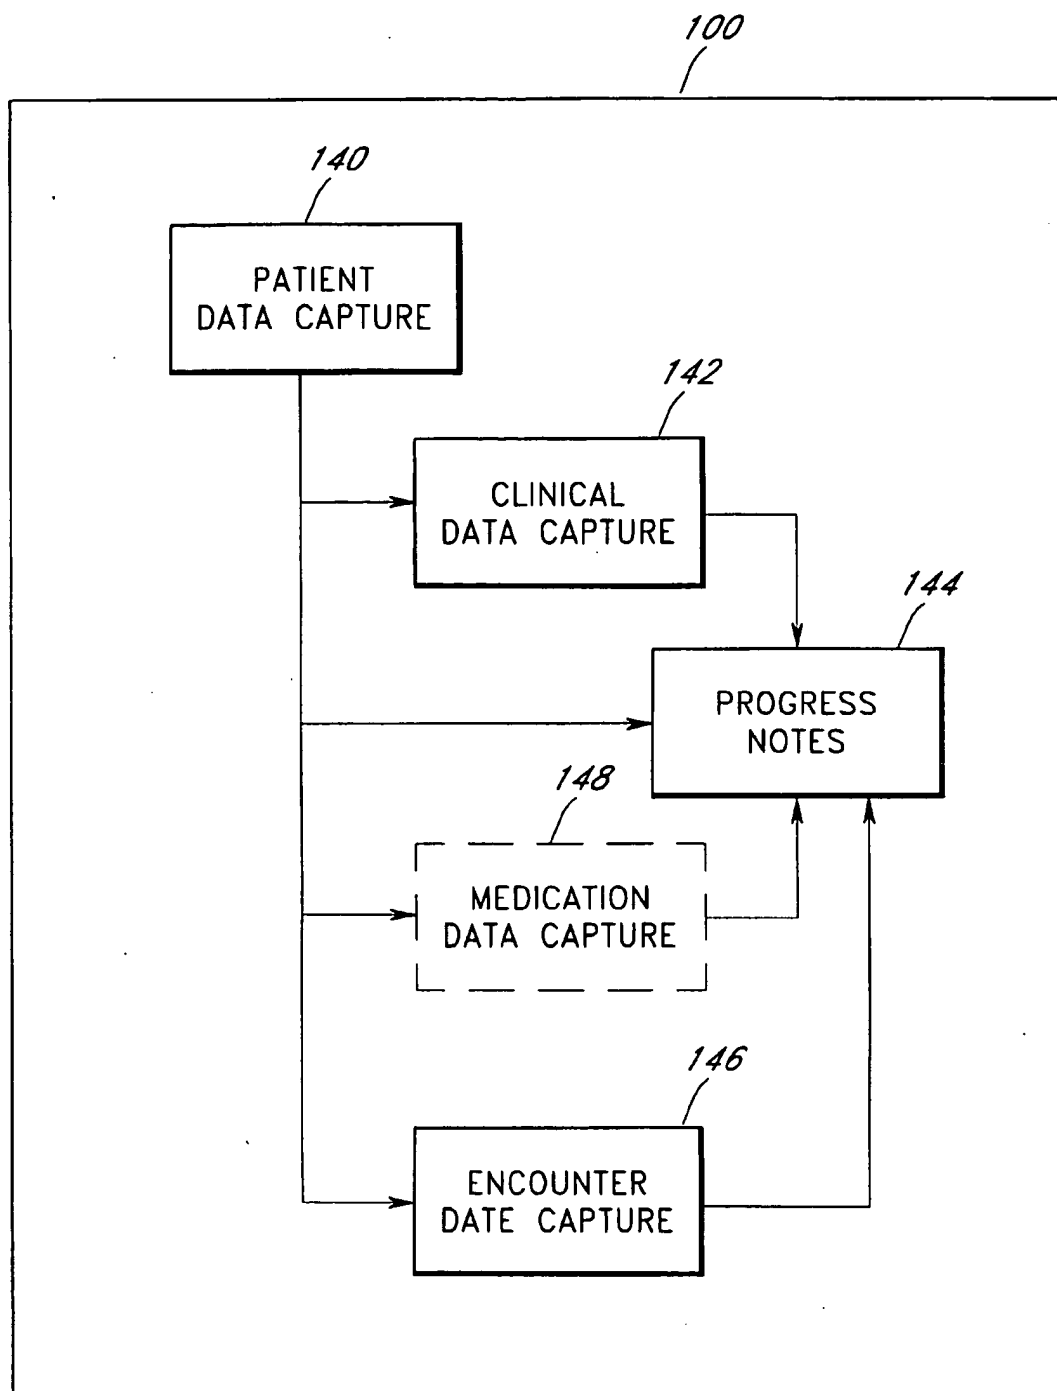 100
140
PATIENT
DATA CAPTURE
142
CLINICAL
DATA CAPTURE
144
PROGRESS
NOTES
148
MEDICATION
DATA CAPTURE
146
ENCOUNTER
DATE CAPTURE